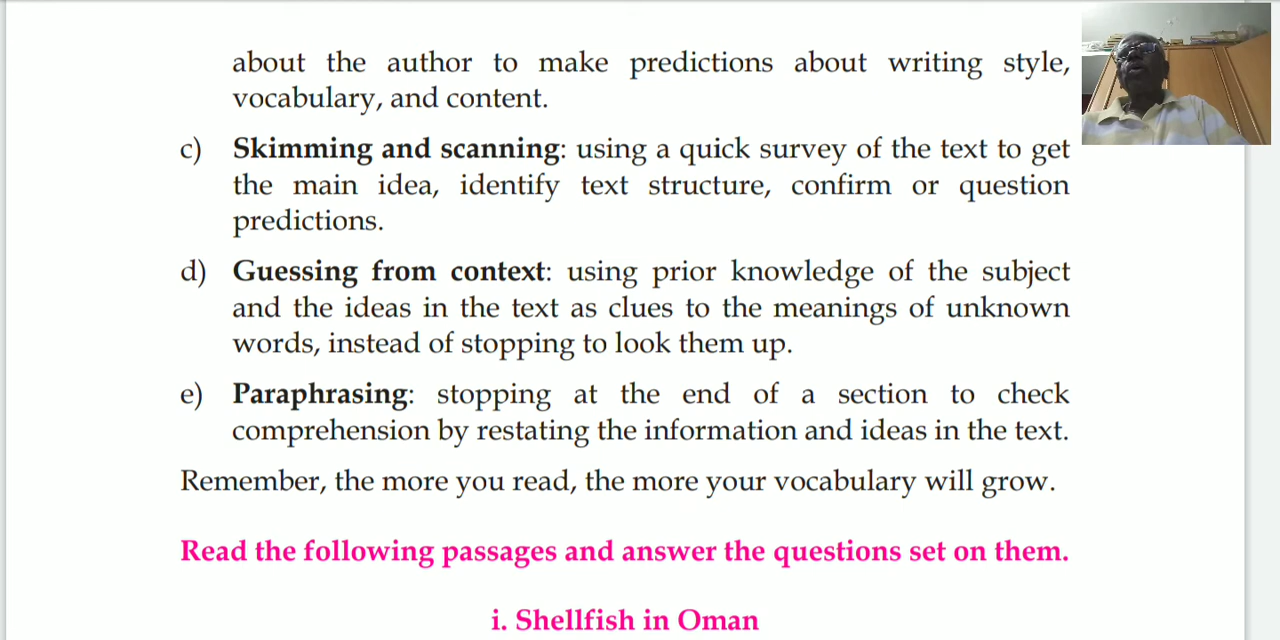 about the author to make predictions about writing style,
vocabulary, and content.
c) Skimming and scanning: using a quick survey of the text to get
the main idea, identify text structure, confirm or question
predictions.
d) Guessing from context: using prior knowledge of the subject
and the ideas in the text as clues to the meanings of unknown
words, instead of stopping to look them up.
e) Paraphrasing: stopping at the end of a section to check
comprehension by restating the information and ideas in the text.
Remember, the more you read, the more your vocabulary will grow.
Read the following passages and answer the questions set on them.
i. Shellfish in Oman